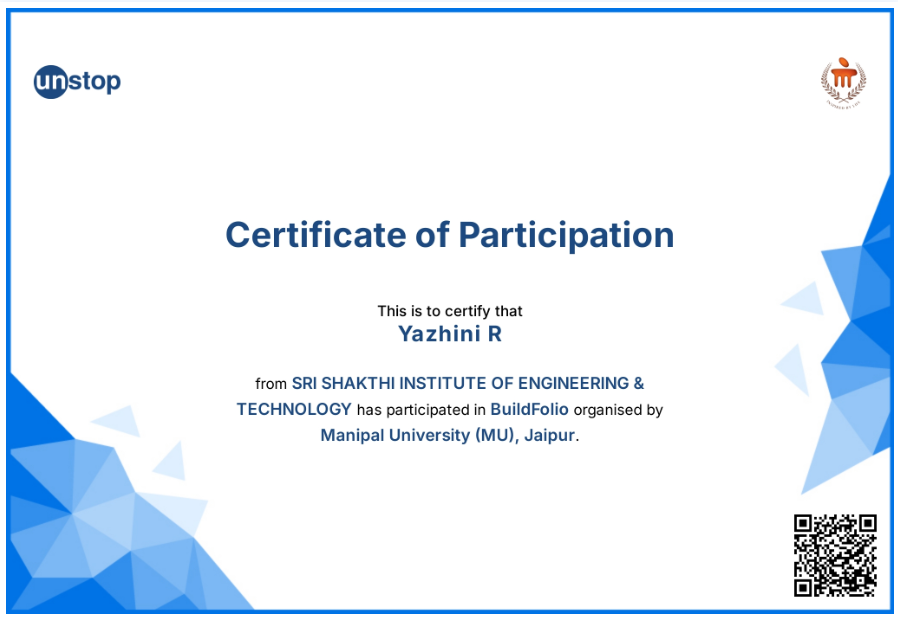 unstop
Certificate of Participation
This is to certify that
Yazhini R
from SRI SHAKTHI INSTITUTE OF ENGINEERING &
TECHNOLOGY has participated in BuildFolio organised by
Manipal University (MU), Jaipur.